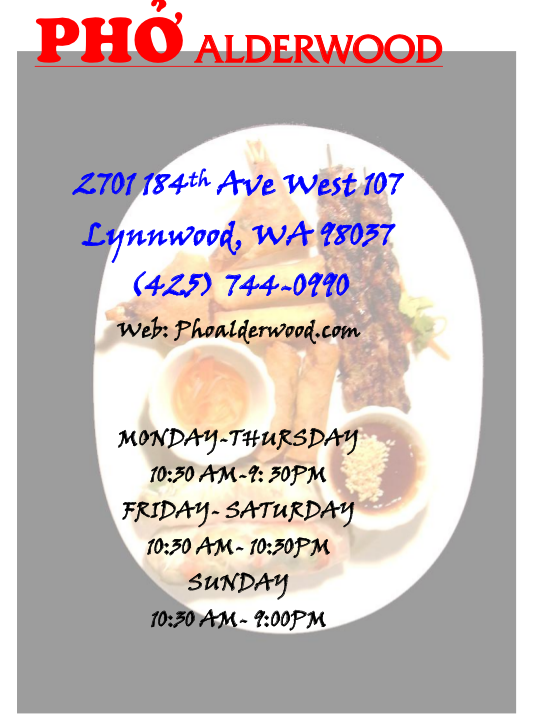 PHỞ ALDERWOOD
2701 184th Ave West 107
Lynnwood, WA 98037
(425) 744-0990
Web: Phoalderwood.com
MONDAY-THURSDAY
10:30 AM-9: 30PM
FRIDAY- SATURDAY
10:30 AM- 10:30PM
SUNDAY
10:30 AM- 9:00PM